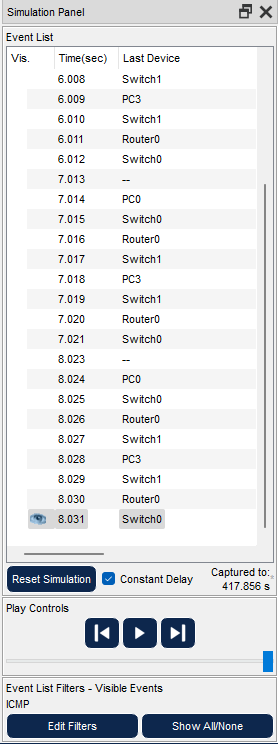 Simulation Panel
Event List
Vis. Time(sec) Last Device
6.008 Switch1
6.009 PC3
6.010 Switch1
6.011 Router0
6.012 Switch0
7.013 --
7.014 PC0
7.015 Switch0
7.016 Router0
7.017 Switch1
7.018 PC3
7.019 Switch1
7.020 Router0
7.021 Switch0
8.023 --
8.024 PC0
8.025 Switch0
8.026 Router0
8.027 Switch1
8.028 PC3
8.029 Switch1
8.030 Router0
8.031 Switch0
Reset Simulation Constant Delay Captured to:
417.856 s
Play Controls
Event List Filters - Visible Events
ICMP
Edit Filters Show All/None